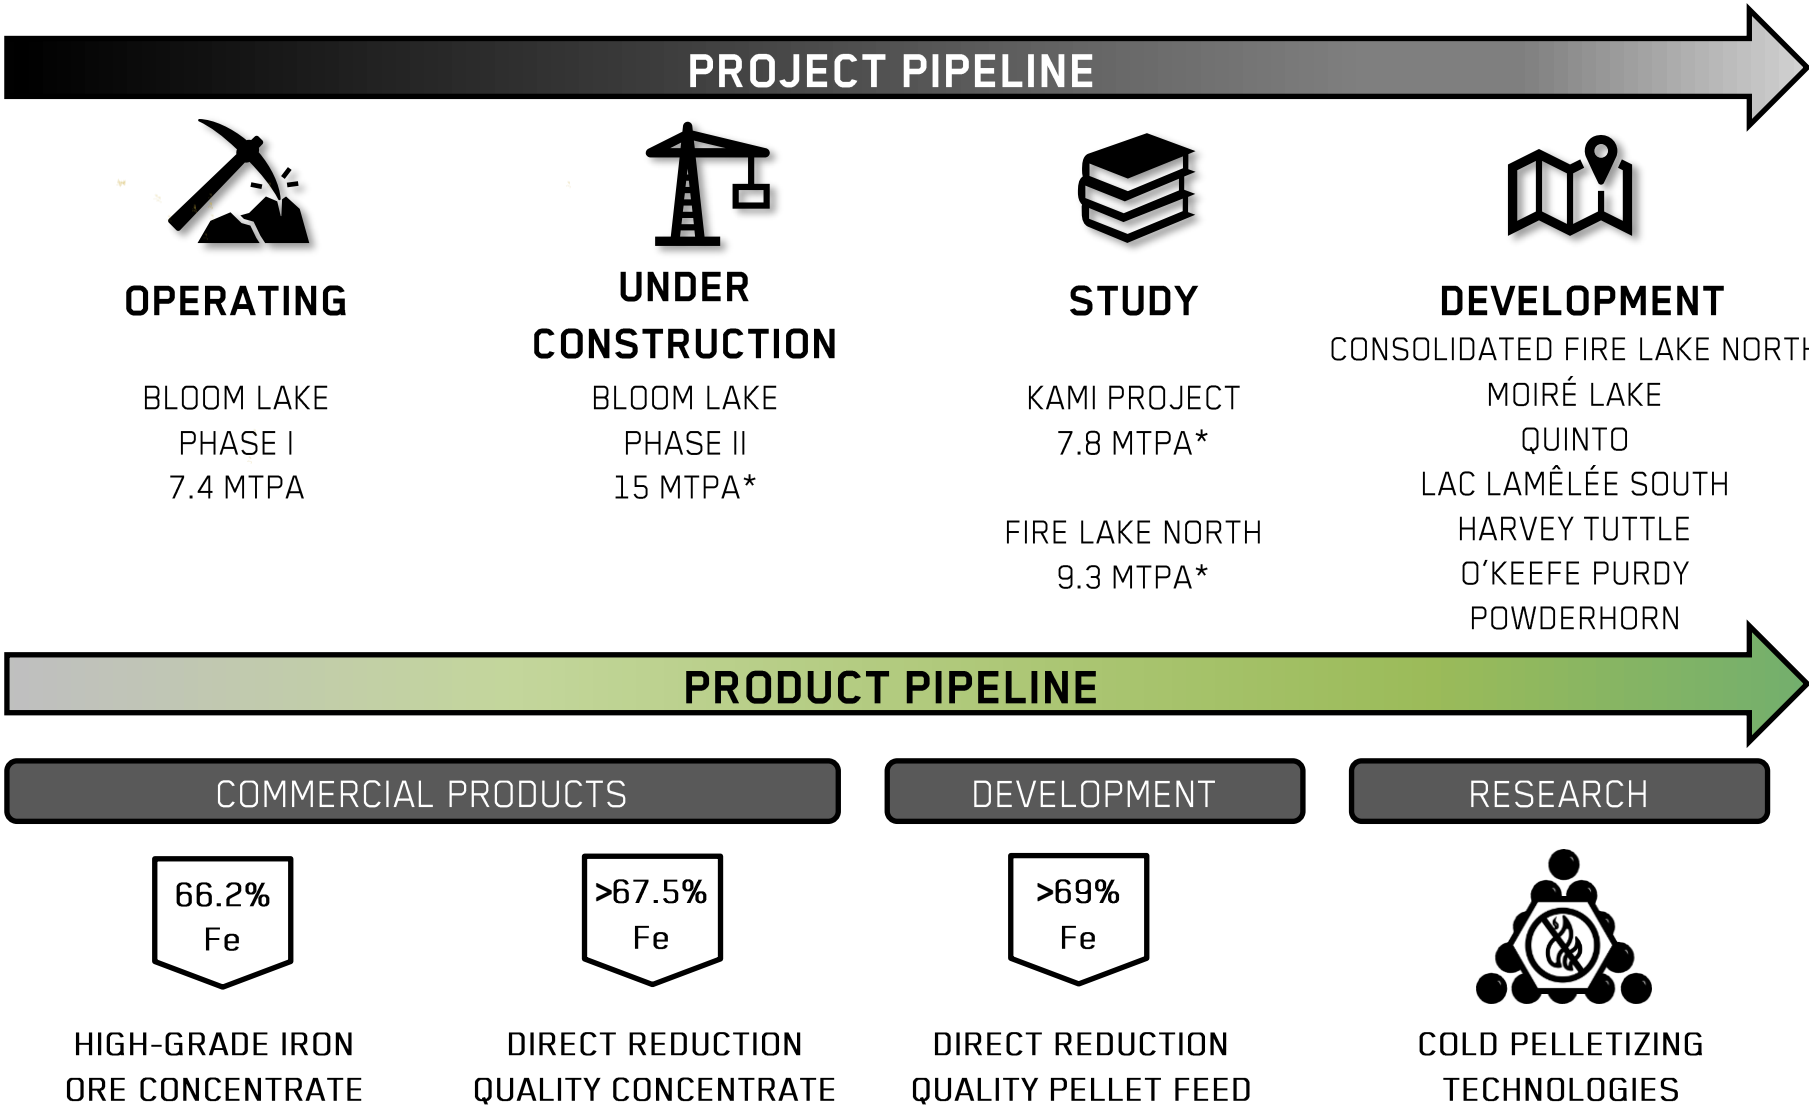 PROJECT PIPELINE
OPERATING
BLOOM LAKE
PHASE I
7.4 MTPA
UNDER
CONSTRUCTION
BLOOM LAKE
PHASE II
15 MTPA*
STUDY
KAMI PROJECT
7.8 MTPA*
FIRE LAKE NORTH
9.3 MTPA*
DEVELOPMENT
CONSOLIDATED FIRE LAKE NORTH
MOIRÉ LAKE
QUINTO
LAC LAMÊLÉE SOUTH
HARVEY TUTTLE
O’KEEFE PURDY
POWDERHORN
PRODUCT PIPELINE
COMMERCIAL PRODUCTS
66.2%
Fe
HIGH-GRADE IRON
ORE CONCENTRATE
>67.5%
Fe
DIRECT REDUCTION
QUALITY CONCENTRATE
DEVELOPMENT
>69%
Fe
DIRECT REDUCTION
QUALITY PELLET FEED
RESEARCH
COLD PELLETIZING
TECHNOLOGIES